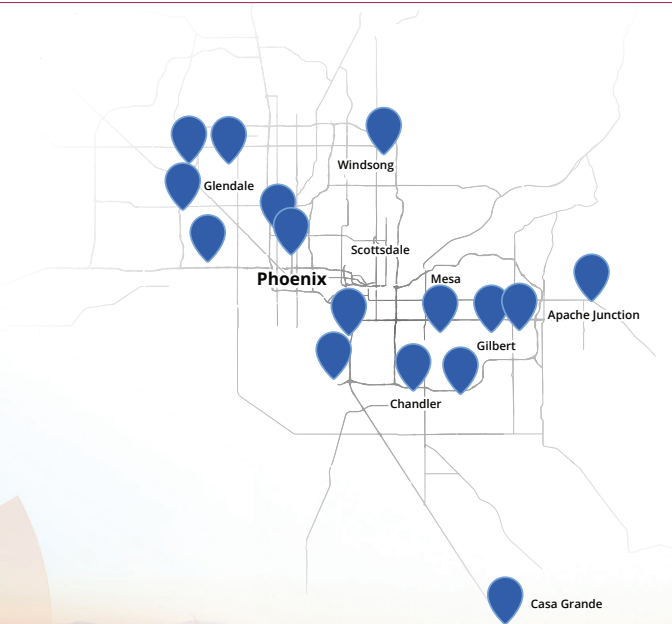 Windsong
Glendale
Scottsdale
Phoenix
Mesa
Apache Junction
Gilbert
Chandler
Casa Grande